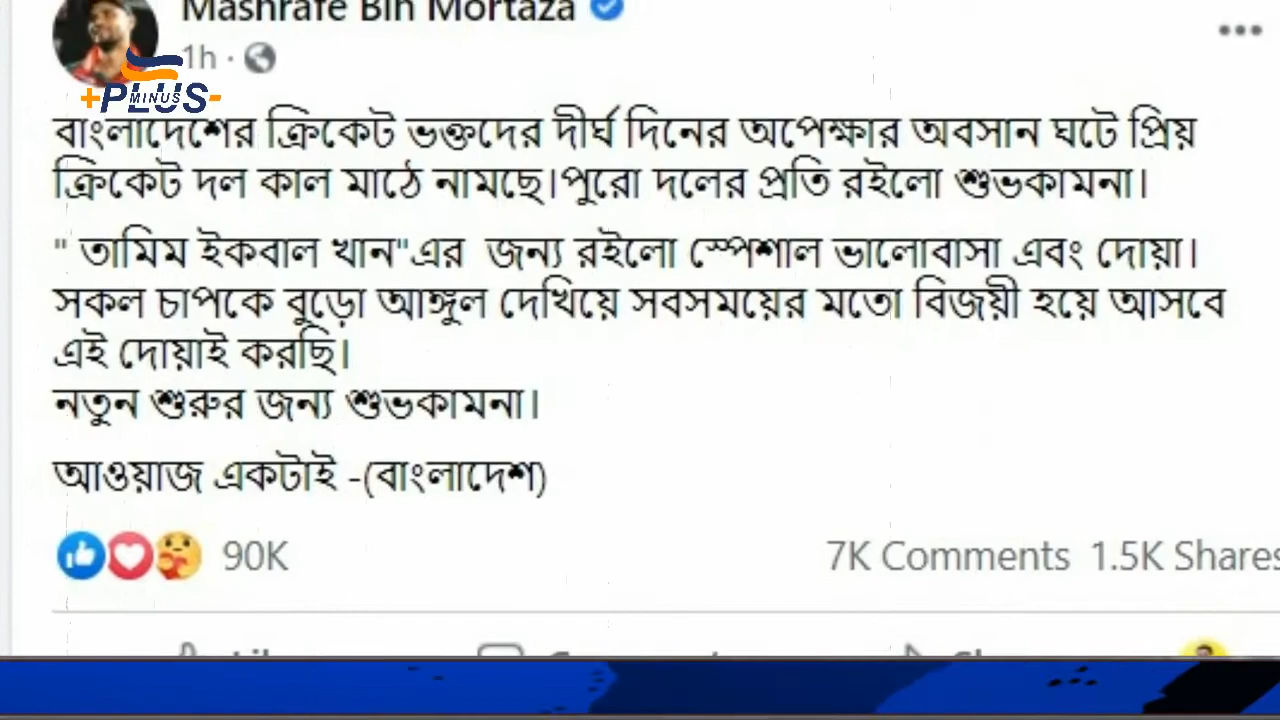 Mashrafe Bin Mortaza
1h ·
+PLUS-
MINUS
বাংলাদেশের ক্রিকেট ভক্তদের দীর্ঘ দিনের অপেক্ষার অবসান ঘটে প্রিয়
ক্রিকেট দল কাল মাঠে নামছে।পুরো দলের প্রতি রইলো শুভকামনা।
" তামিম ইকবাল খান"এর জন্য রইলো স্পেশাল ভালোবাসা এবং দোয়া।
সকল চাপকে বুড়ো আঙ্গুল দেখিয়ে সবসময়ের মতো বিজয়ী হয়ে আসবে
এই দোয়াই করছি।
নতুন শুরুর জন্য শুভকামনা।
আওয়াজ একটাই -(বাংলাদেশ)
90K
7K Comments 1.5K Shares